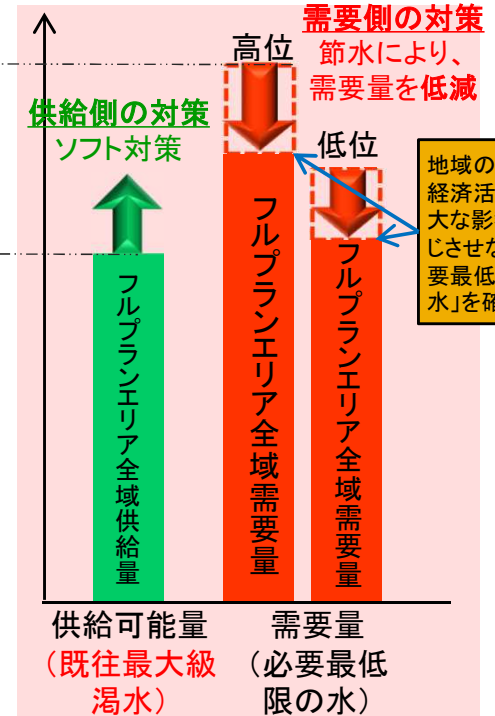 需要側の対策
節水により、
需要量を低減
高位
供給側の対策
ソフト対策
低位
地域の
経済活
大な影
じさせな
要最低
水」を確
フルプランエリア全域供給量
フルプランエリア全域需要量
フルプランエリア全域需要量
供給可能量
（既往最大級
渇水）
需要量
（必要最低
限の水）